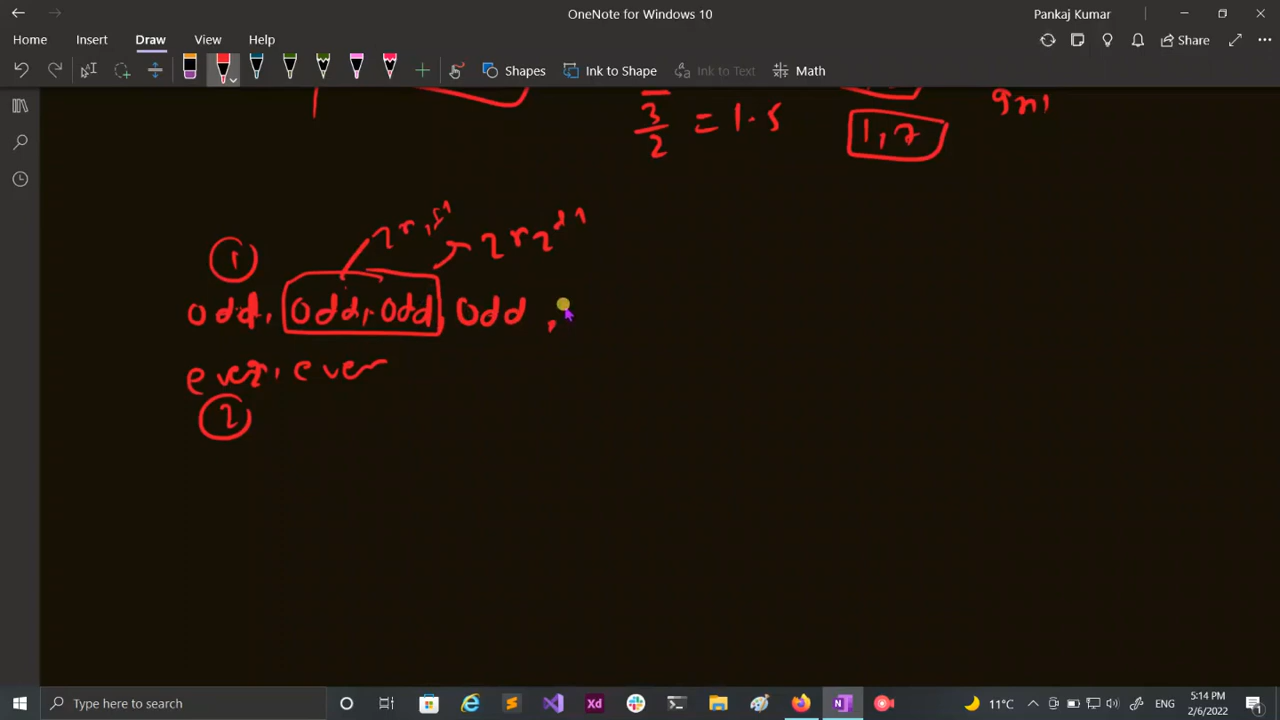 OneNote for Windows 10
Pankaj Kumar
Home Insert Draw View Help
Share
Shapes Ink to Shape Ink to Text Math
3/2 = 1.5
1, 7
1
odd, odd, odd, odd,
even, even
2
Type here to search
11°C
ENG
5:14 PM
2/6/2022